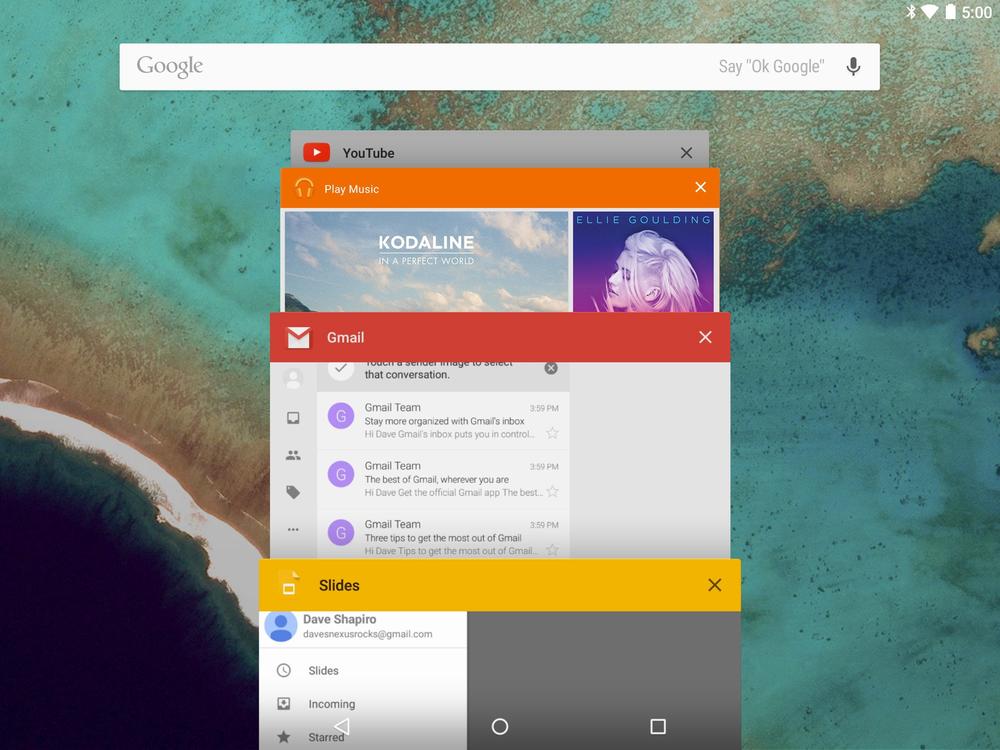 5:00
Google
Say "Ok Google"
YouTube
Play Music
KODALINE
IN A PERFECT WORLD
ELLIE GOULDING
Gmail
Touch a sender image to select
that conversation.
G
Gmail Team
3:59 PM
Stay more organized with Gmail's inbox
Hi Dave Gmail's inbox puts you in control...
G
Gmail Team
3:59 PM
The best of Gmail, wherever you are
Hi Dave Get the official Gmail app The best...
G
Gmail Team
3:59 PM
Three tips to get the most out of Gmail
Hi Dave Tips to get the most out of Gmail...
Slides
Dave Shapiro
davesnexusrocks@gmail.com
Slides
Incoming
Starred